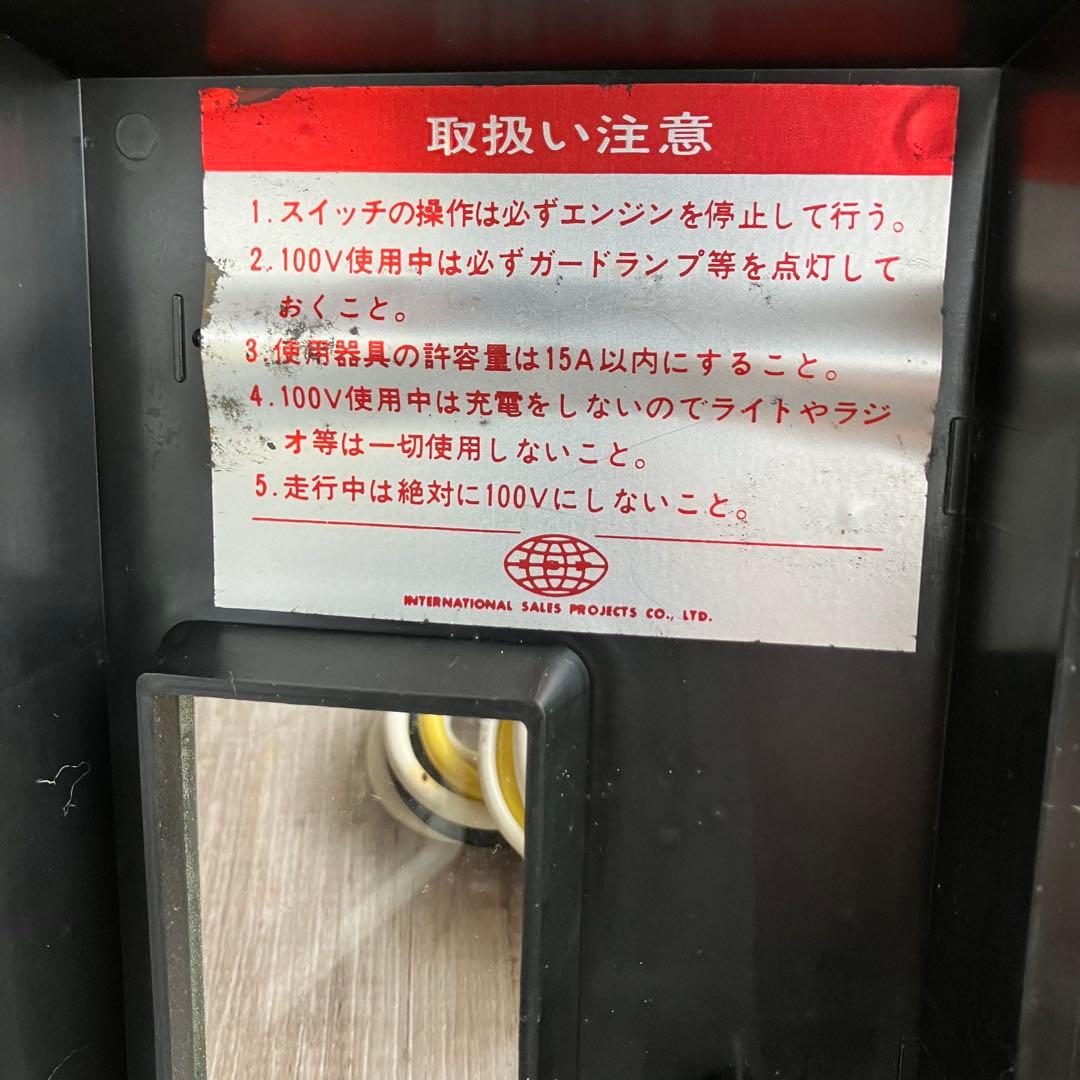 取扱い注意
1.スイッチの操作は必ずエンジンを停止して行う。
2.100V使用中は必ずガードランプ等を点灯して
おくこと。
3.使用器具の許容量は15A以内にすること。
4.100V使用中は充電をしないのでライトやラジ
オ等は一切使用しないこと。
5.走行中は絶対に100Vにしないこと。
INTERNATIONAL SALES PROJECTS CO., LTD.